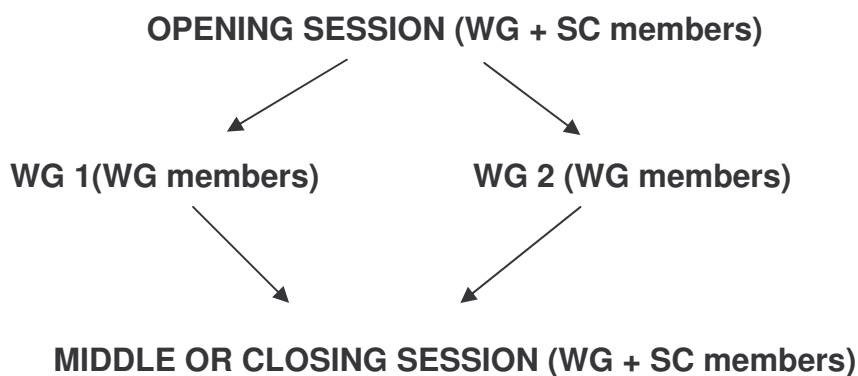 OPENING SESSION (WG + SC members)
WG 1(WG members)
WG 2 (WG members)
MIDDLE OR CLOSING SESSION (WG + SC members)